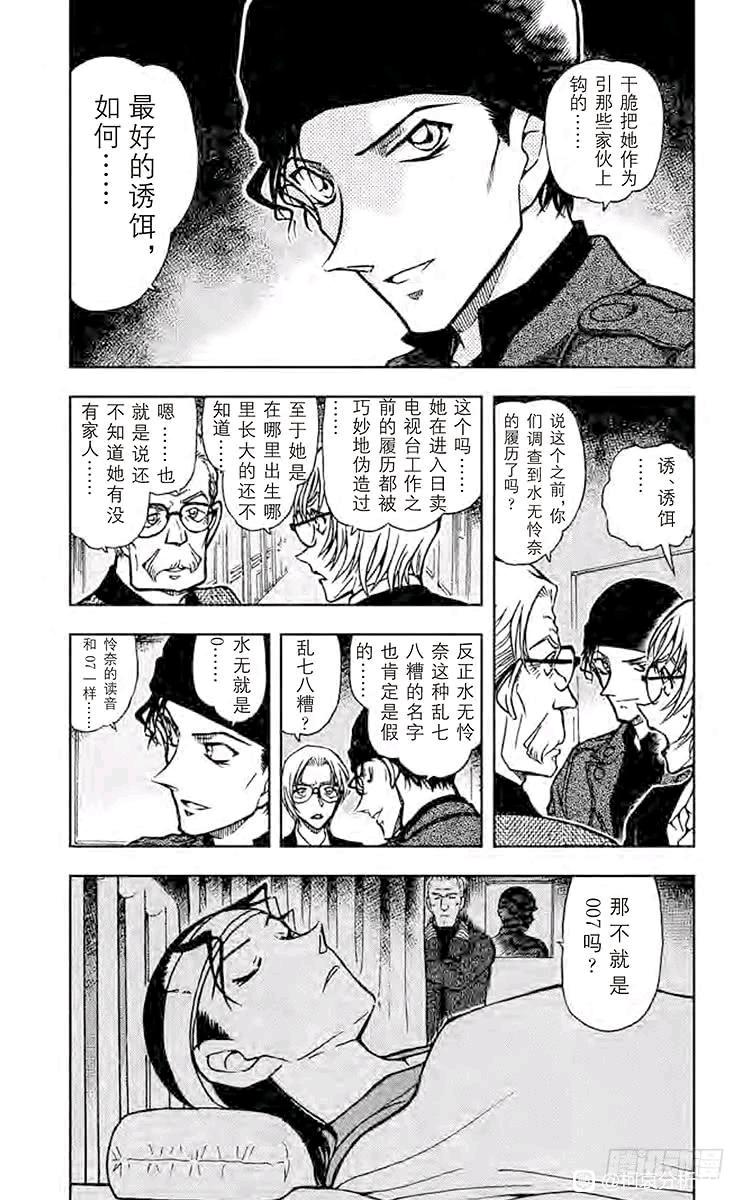 干脆把她作为
引那些家伙上
钩的……
最好的诱饵，
如何……
诱、诱饵
……
说这个之前，你
们调查到水无怜奈
的履历了吗？
这个吗……
她在进入日卖
电视台工作之
前的履历都被
巧妙地伪造过
……
至于她是
在哪里出生哪
里长大的还不
知道……
嗯……也
就是说还
不知道她有没
有家人……
反正水无怜
奈这种乱七
八糟的名字
也肯定是假
的……
乱七
八糟？
水无就是
0……
怜奈的读音
和07一样……
那不就是
007吗？